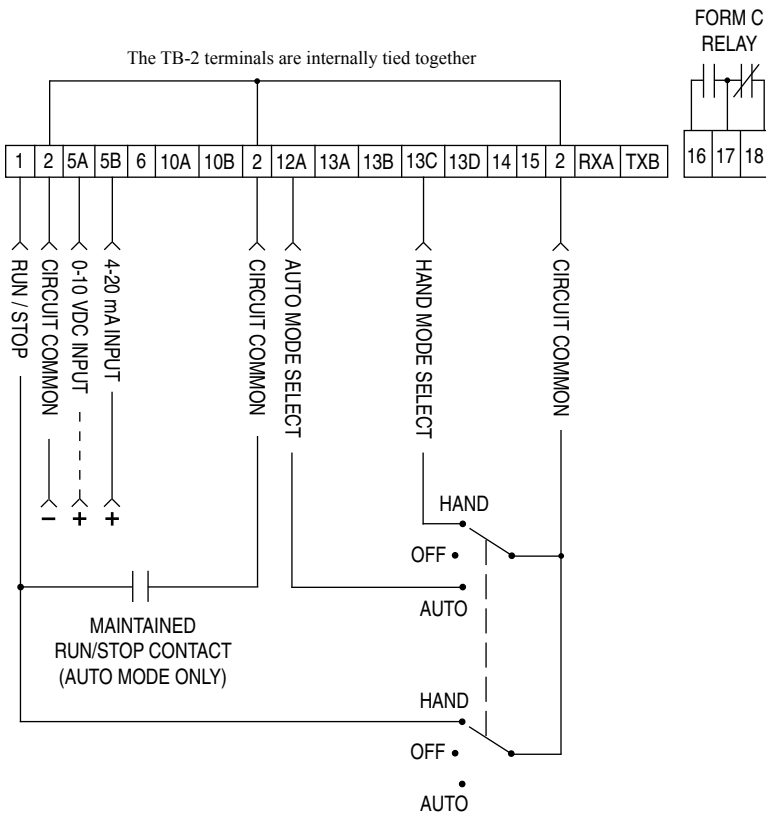 FORM C
RELAY
The TB-2 terminals are internally tied together
1 2 5A 5B 6 10A 10B 2 12A 13A 13B 13C 13D 14 15 2 RXA TXB
16 17 18
RUN / STOP
CIRCUIT COMMON
0-10 VDC INPUT
4-20 mA INPUT
CIRCUIT COMMON
AUTO MODE SELECT
HAND MODE SELECT
CIRCUIT COMMON
− + +
HAND
OFF
AUTO
MAINTAINED
RUN/STOP CONTACT
(AUTO MODE ONLY)
HAND
OFF
AUTO